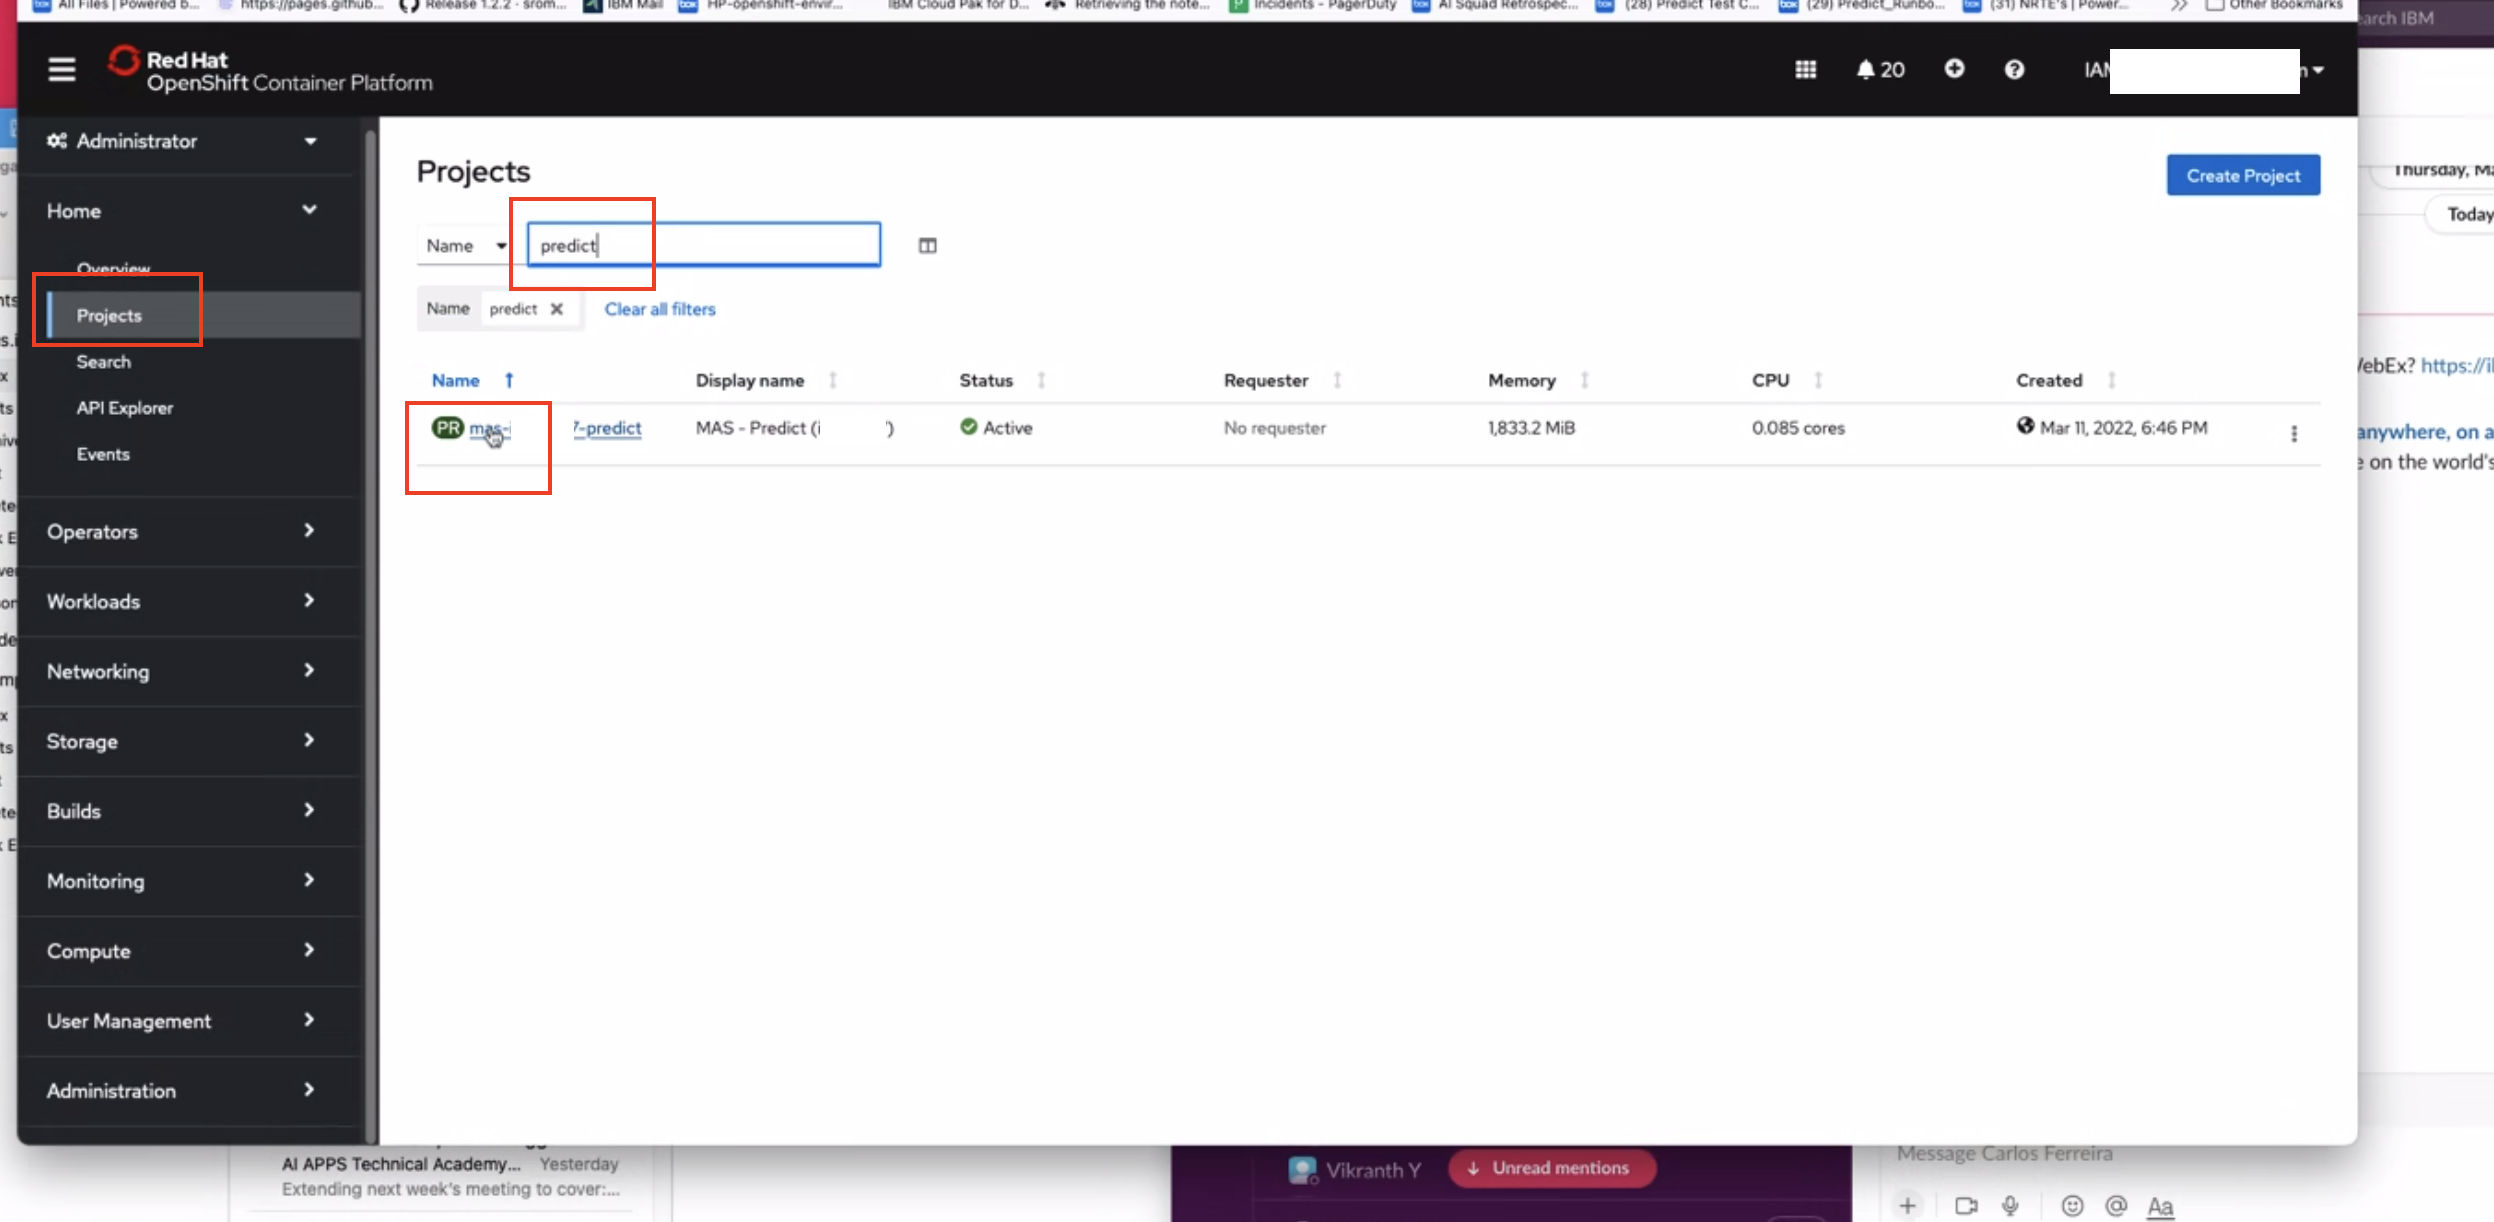 All Files | Powered b...
https://pages.github...
Release 1.2.2 · srom...
IBM Mail
HP-openshift-envir...
IBM Cloud Pak for D...
Retrieving the note...
Incidents - PagerDuty
AI Squad Retrospec...
(28) Predict Test C...
(29) Predict_Runbo...
(31) NRTE's | Power...
Other Bookmarks
earch IBM
Red Hat
OpenShift Container Platform
20
IAM
Administrator
Home
Overview
Projects
Search
API Explorer
Events
Operators
Workloads
Networking
Storage
Builds
Monitoring
Compute
User Management
Administration
Projects
Create Project
Name
predict
Name predict
Clear all filters
Name Display name Status Requester Memory CPU Created
PR mas-i 7-predict MAS - Predict (i ) Active No requester 1,833.2 MiB 0.085 cores Mar 11, 2022, 6:46 PM
Thursday, Ma
Today
/ebEx? https://il
anywhere, on a
e on the world's
AI APPS Technical Academy... Yesterday
Extending next week's meeting to cover:...
Vikranth Y
Unread mentions
Message Carlos Ferreira
Aa